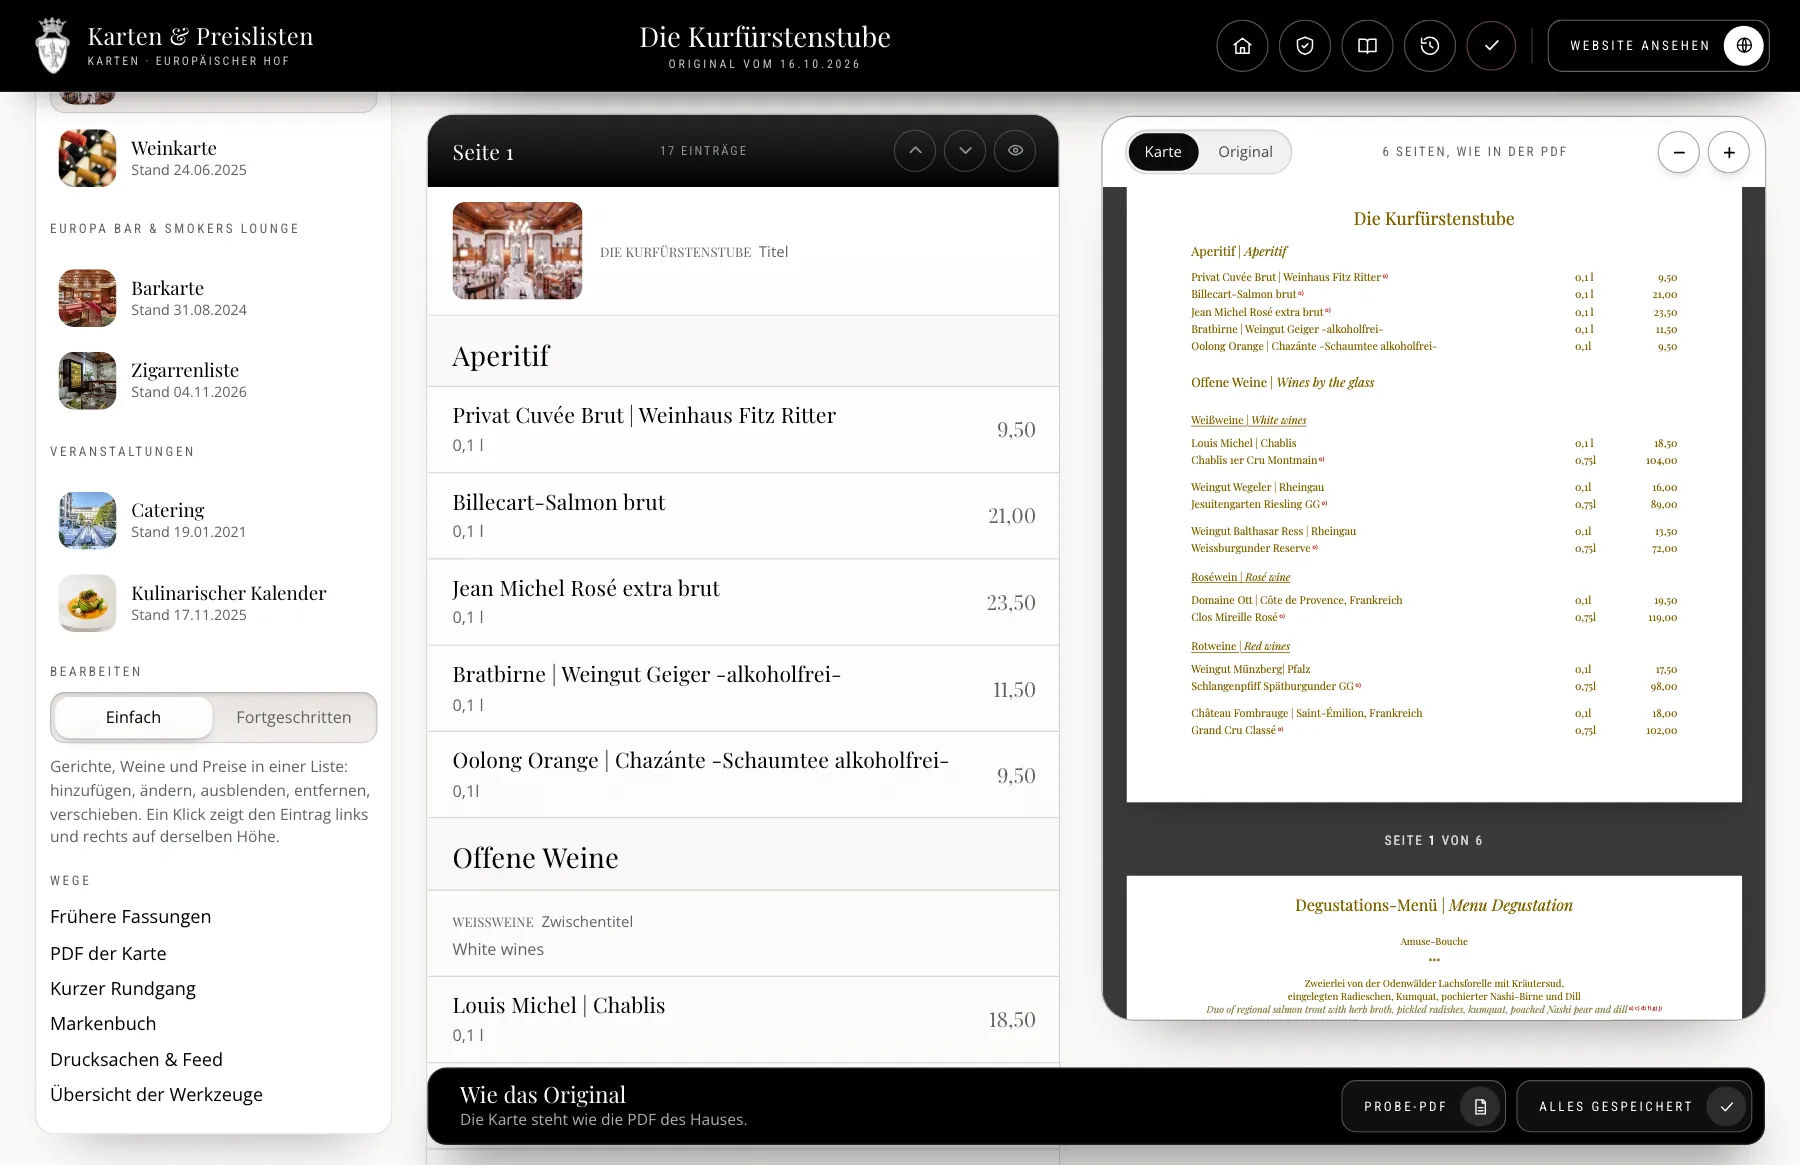 Karten & Preislisten
KARTEN · EUROPÄISCHER HOF
Die Kurfürstenstube
ORIGINAL VOM 16.10.2026
WEBSITE ANSEHEN
Weinkarte
Stand 24.06.2025
EUROPA BAR & SMOKERS LOUNGE
Barkarte
Stand 31.08.2024
Zigarrenliste
Stand 04.11.2026
VERANSTALTUNGEN
Catering
Stand 19.01.2021
Kulinarischer Kalender
Stand 17.11.2025
BEARBEITEN
Einfach
Fortgeschritten
Gerichte, Weine und Preise in einer Liste:
hinzufügen, ändern, ausblenden, entfernen,
verschieben. Ein Klick zeigt den Eintrag links
und rechts auf derselben Höhe.
WEGE
Frühere Fassungen
PDF der Karte
Kurzer Rundgang
Markenbuch
Drucksachen & Feed
Übersicht der Werkzeuge
Seite 1
17 EINTRÄGE
DIE KURFÜRSTENSTUBE Titel
Aperitif
Privat Cuvée Brut | Weinhaus Fitz Ritter
0,1 l
9,50
Billecart-Salmon brut
0,1 l
21,00
Jean Michel Rosé extra brut
0,1 l
23,50
Bratbirne | Weingut Geiger -alkoholfrei-
0,1 l
11,50
Oolong Orange | Chazánte -Schaumtee alkoholfrei-
0,1l
9,50
Offene Weine
WEISSWEINE Zwischentitel
White wines
Louis Michel | Chablis
0,1 l
18,50
Karte
Original
6 SEITEN, WIE IN DER PDF
Die Kurfürstenstube
Aperitif | Aperitif
Privat Cuvée Brut | Weinhaus Fitz Ritter o) 0,1 l 9,50
Billecart-Salmon brut o) 0,1 l 21,00
Jean Michel Rosé extra brut o) 0,1 l 23,50
Bratbirne | Weingut Geiger -alkoholfrei- 0,1 l 11,50
Oolong Orange | Chazánte -Schaumtee alkoholfrei- 0,1l 9,50
Offene Weine | Wines by the glass
Weißweine | White wines
Louis Michel | Chablis 0,1 l 18,50
Chablis 1er Cru Montmain o) 0,75l 104,00
Weingut Wegeler | Rheingau 0,1l 16,00
Jesuitengarten Riesling GG o) 0,75l 89,00
Weingut Balthasar Ress | Rheingau 0,1l 13,50
Weissburgunder Reserve o) 0,75l 72,00
Roséwein | Rosé wine
Domaine Ott | Côte de Provence, Frankreich 0,1l 19,50
Clos Mireille Rosé o) 0,75l 119,00
Rotweine | Red wines
Weingut Münzberg| Pfalz 0,1l 17,50
Schlangenpfiff Spätburgunder GG o) 0,75l 98,00
Château Fombrauge | Saint-Émilion, Frankreich 0,1l 18,00
Grand Cru Classé o) 0,75l 102,00
SEITE 1 VON 6
Degustations-Menü | Menu Degustation
Amuse-Bouche
***
Zweierlei von der Odenwälder Lachsforelle mit Kräutersud,
eingelegten Radieschen, Kumquat, pochierter Nashi-Birne und Dill
Duo of regional salmon trout with herb broth, pickled radishes, kumquat, poached Nashi pear and dill
Wie das Original
Die Karte steht wie die PDF des Hauses.
PROBE-PDF
ALLES GESPEICHERT